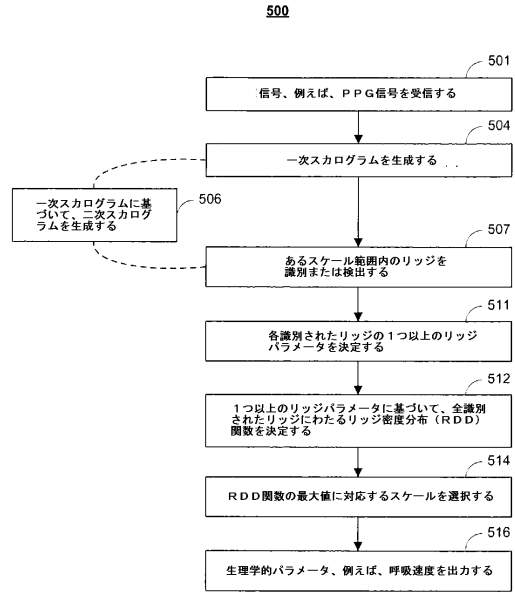 500
501
信号、例えば、PPG信号を受信する
504
一次スカログラムを生成する
506
一次スカログラムに基
づいて、二次スカログ
ラムを生成する
507
あるスケール範囲内のリッジを
識別または検出する
511
各識別されたリッジの1つ以上のリッジ
パラメータを決定する
512
1つ以上のリッジパラメータに基づいて、全識別
されたリッジにわたるリッジ密度分布(RDD)
関数を決定する
514
RDD関数の最大値に対応するスケールを選択する
516
生理学的パラメータ、例えば、呼吸速度を出力する